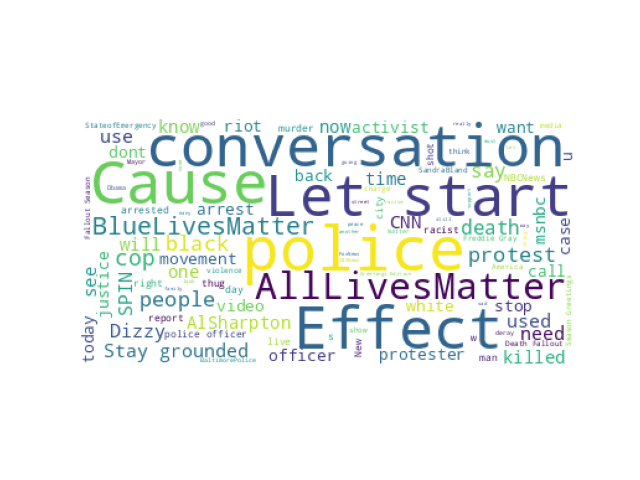 StateofEmergency know good riot murder now activist really want media
use conversation
dont shot think u
Obama Cause back time say NBCNews
SandraBland
Let start
Fallout Season
arrested arrest charge street city
BlueLivesMatter CNN racist death msnbc case
Freddie Gray
will black police protest
cop movement
America call
see justice SPIN one violence
right thug day AllLivesMatter
people video white stop
Season Greetings
today report AlSharpton Effect used
Dizzy police officer deray need
live s show New w Death Fallout
Stay grounded officer protester man killed
BaltimorePolice
Mayor
still